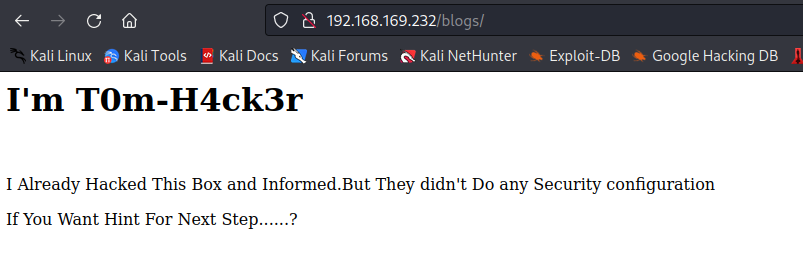 192.168.169.232/blogs/
Kali Linux Kali Tools Kali Docs Kali Forums Kali NetHunter Exploit-DB Google Hacking DB
I'm T0m-H4ck3r
I Already Hacked This Box and Informed.But They didn't Do any Security configuration
If You Want Hint For Next Step......?